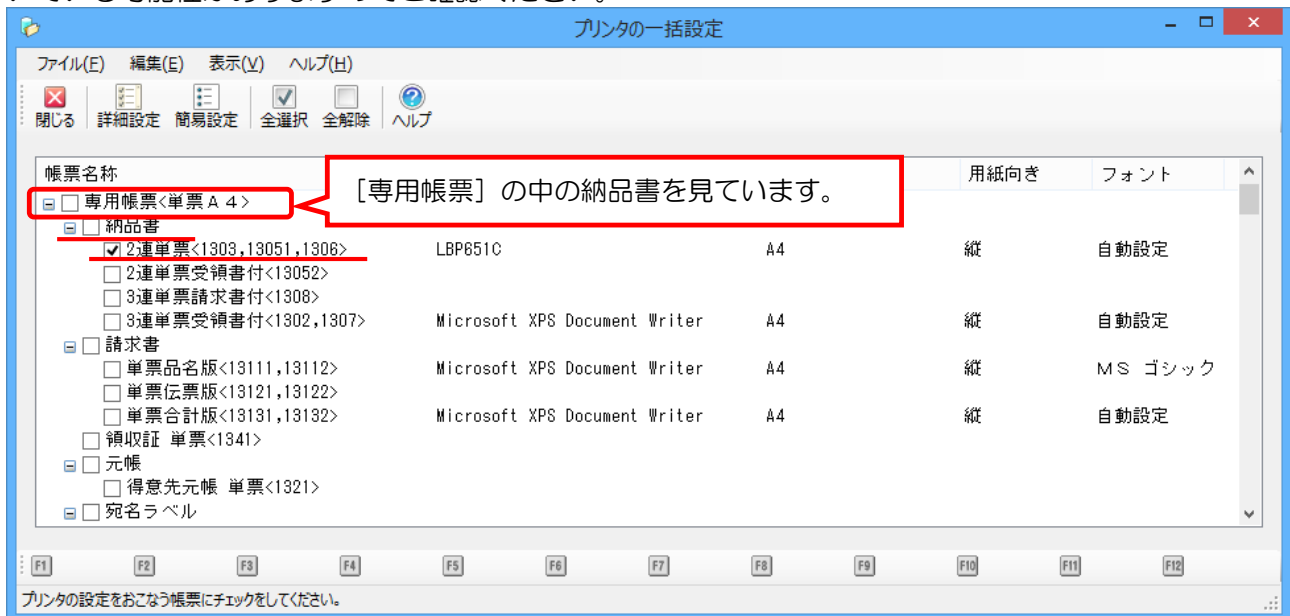 プリンタの一括設定
ファイル(F) 編集(E) 表示(V) ヘルプ(H)
閉じる 詳細設定 簡易設定 全選択 全解除 ヘルプ
帳票名称 用紙向き フォント
[専用帳票]の中の納品書を見ています。
専用帳票<単票A4>
納品書
2連単票<1303,13051,1306> LBP651C A4 縦 自動設定
2連単票受領書付<13052>
3連単票請求書付<1308>
3連単票受領書付<1302,1307> Microsoft XPS Document Writer A4 縦 自動設定
請求書
単票品名版<13111,13112> Microsoft XPS Document Writer A4 縦 MS ゴシック
単票伝票版<13121,13122>
単票合計版<13131,13132> Microsoft XPS Document Writer A4 縦 自動設定
領収証 単票<1341>
元帳
得意先元帳 単票<1321>
宛名ラベル
F1 F2 F3 F4 F5 F6 F7 F8 F9 F10 F11 F12
プリンタの設定をおこなう帳票にチェックをしてください。